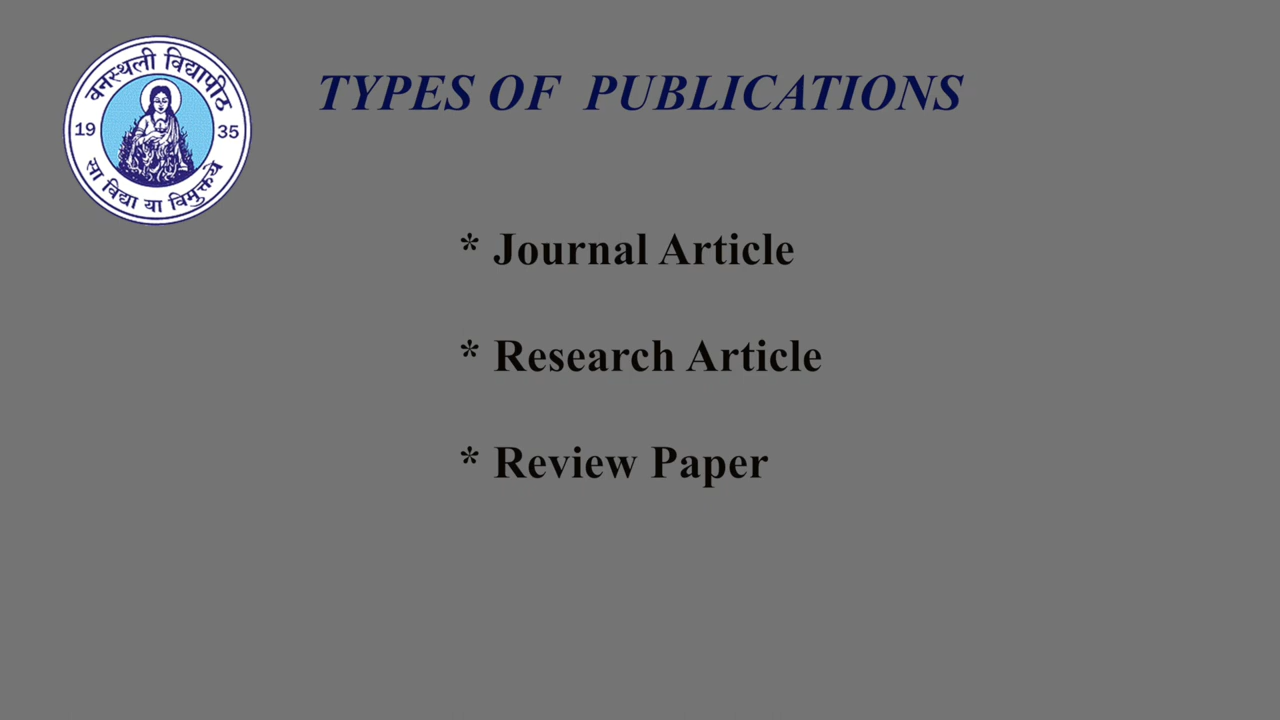 वनस्थली विद्यापीठ
19 35
सा विद्या या विमुक्तये
TYPES OF PUBLICATIONS
* Journal Article
* Research Article
* Review Paper